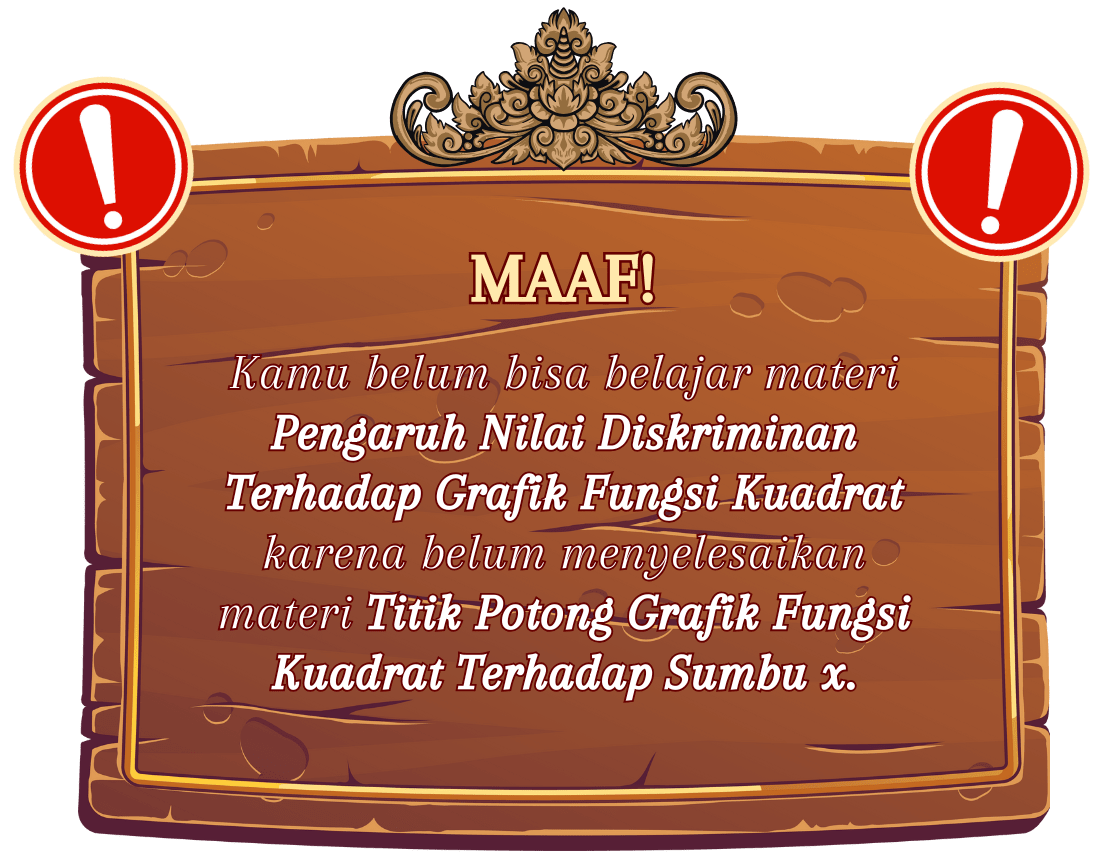 MAAF!
Kamu belum bisa belajar materi
Pengaruh Nilai Diskriminan
Terhadap Grafik Fungsi Kuadrat
karena belum menyelesaikan
materi Titik Potong Grafik Fungsi
Kuadrat Terhadap Sumbu x.